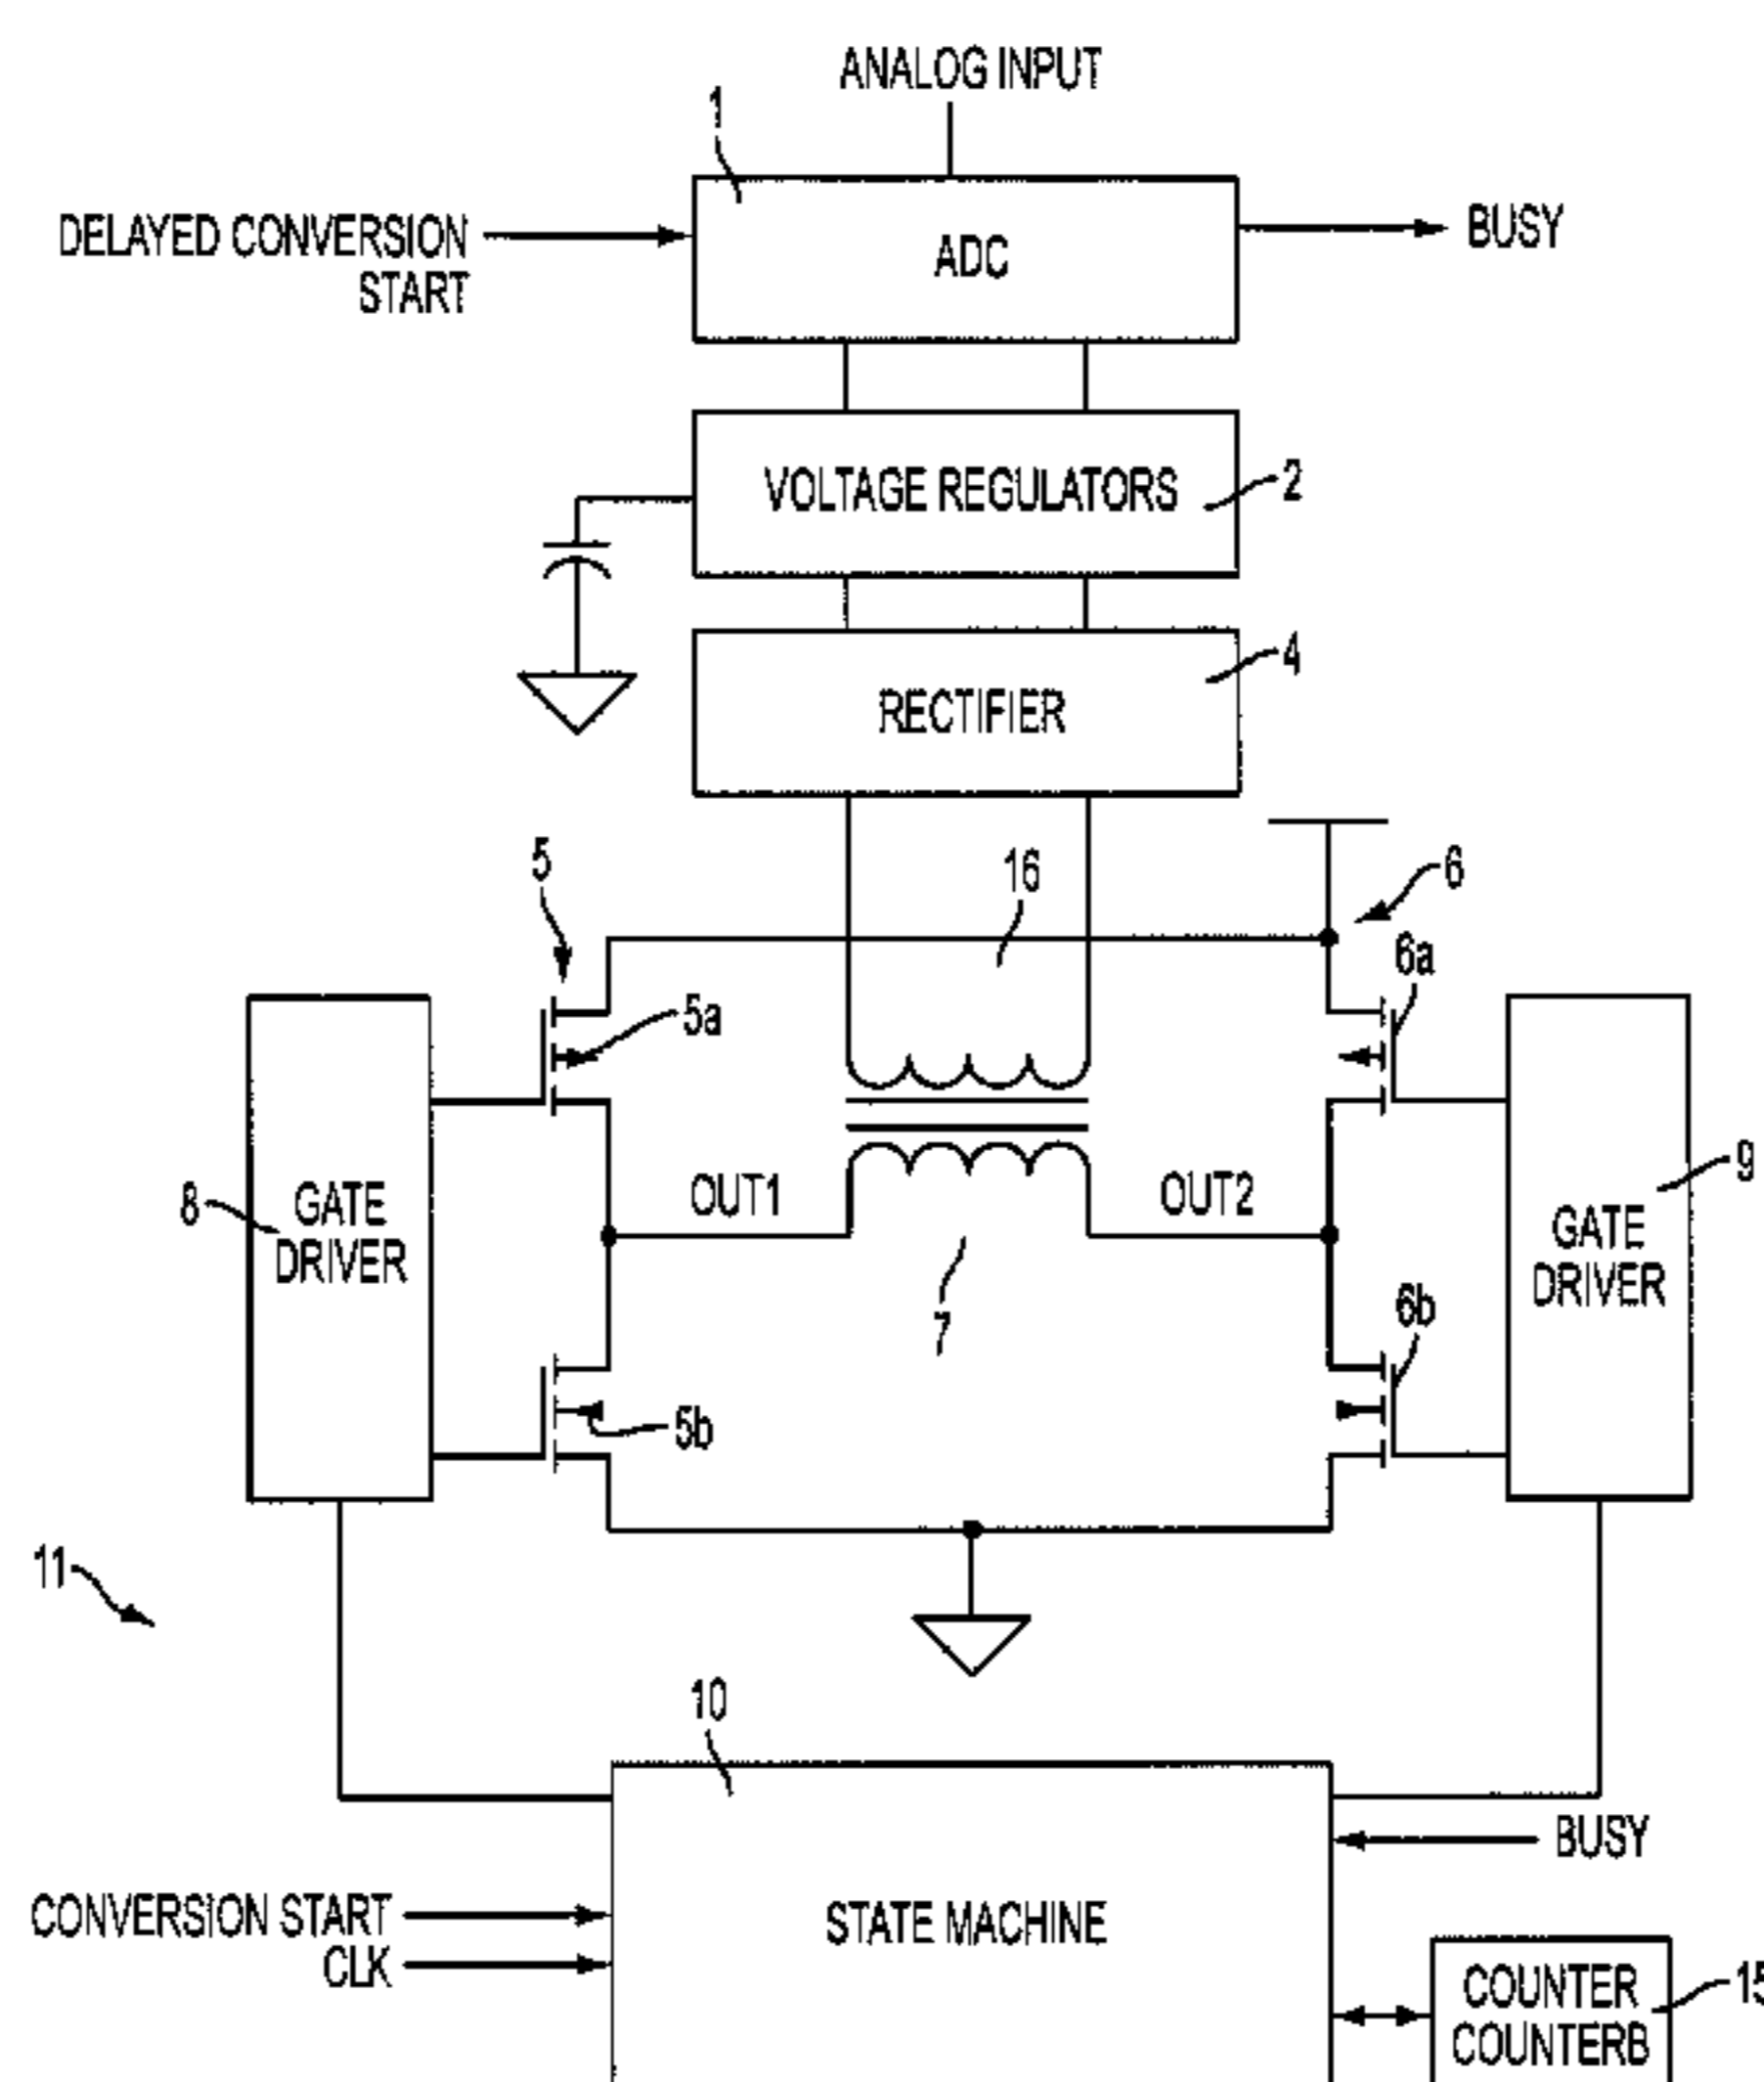 ANALOG INPUT
1
DELAYED CONVERSION
START
ADC
BUSY
VOLTAGE REGULATORS
2
4
RECTIFIER
5
16
6
6a
5a
8
GATE
DRIVER
OUT1
OUT2
9
GATE
DRIVER
7
6b
5b
11
10
BUSY
CONVERSION START
CLK
STATE MACHINE
COUNTER
COUNTERB
15